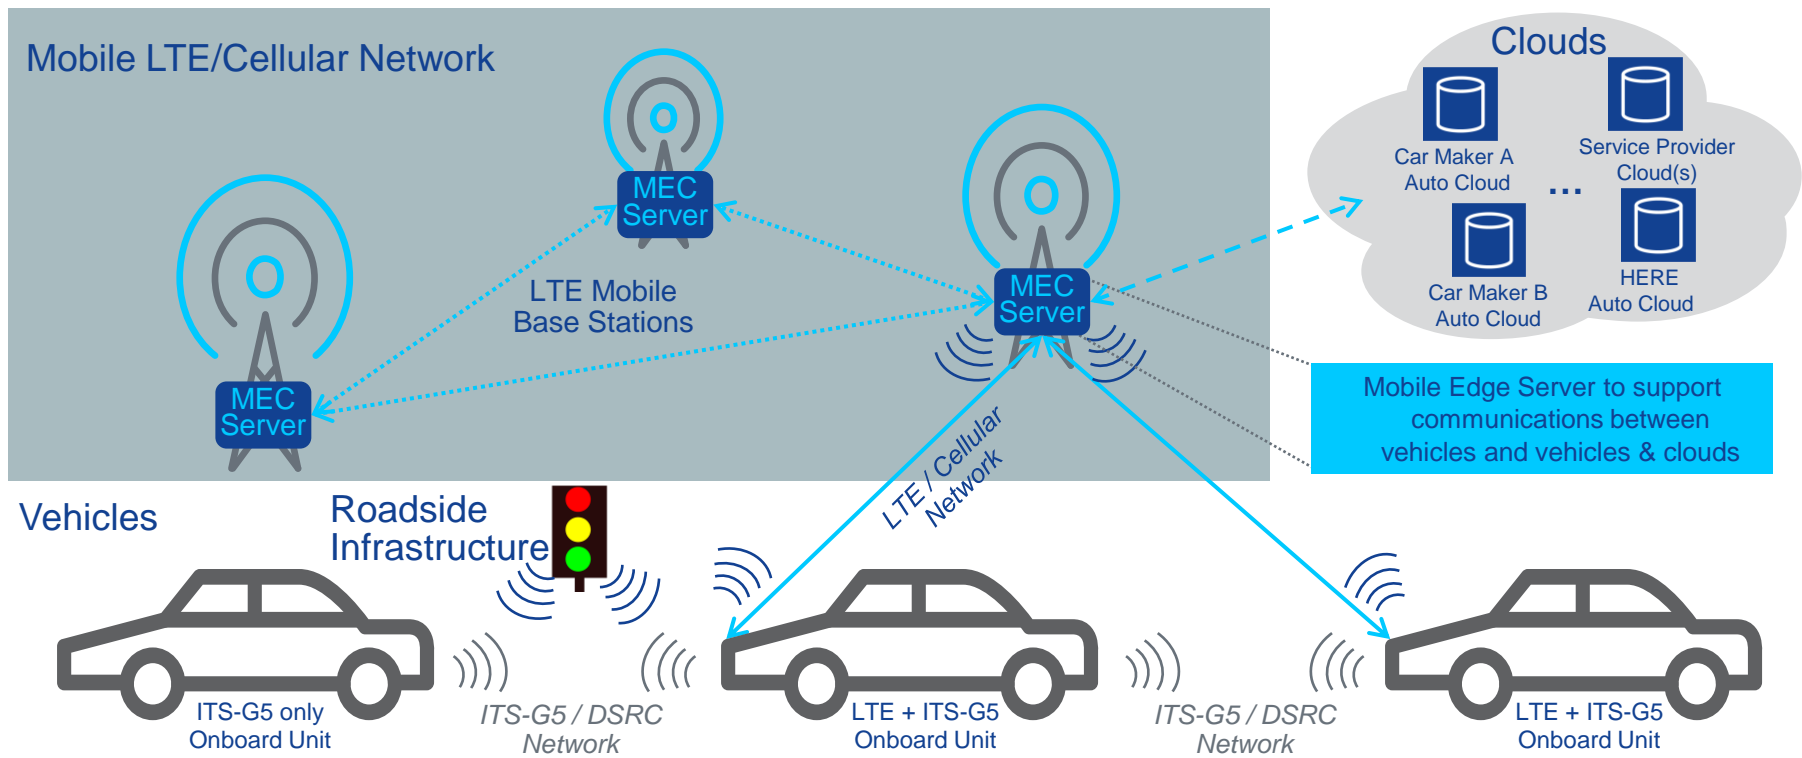 Mobile LTE/Cellular Network
Clouds
Car Maker A
Auto Cloud
Service Provider
Cloud(s)
...
Car Maker B
Auto Cloud
HERE
Auto Cloud
MEC
Server
MEC
Server
MEC
Server
LTE Mobile
Base Stations
Mobile Edge Server to support
communications between
vehicles and vehicles & clouds
LTE / Cellular
Network
Vehicles
Roadside
Infrastructure
ITS-G5 only
Onboard Unit
ITS-G5 / DSRC
Network
LTE + ITS-G5
Onboard Unit
ITS-G5 / DSRC
Network
LTE + ITS-G5
Onboard Unit